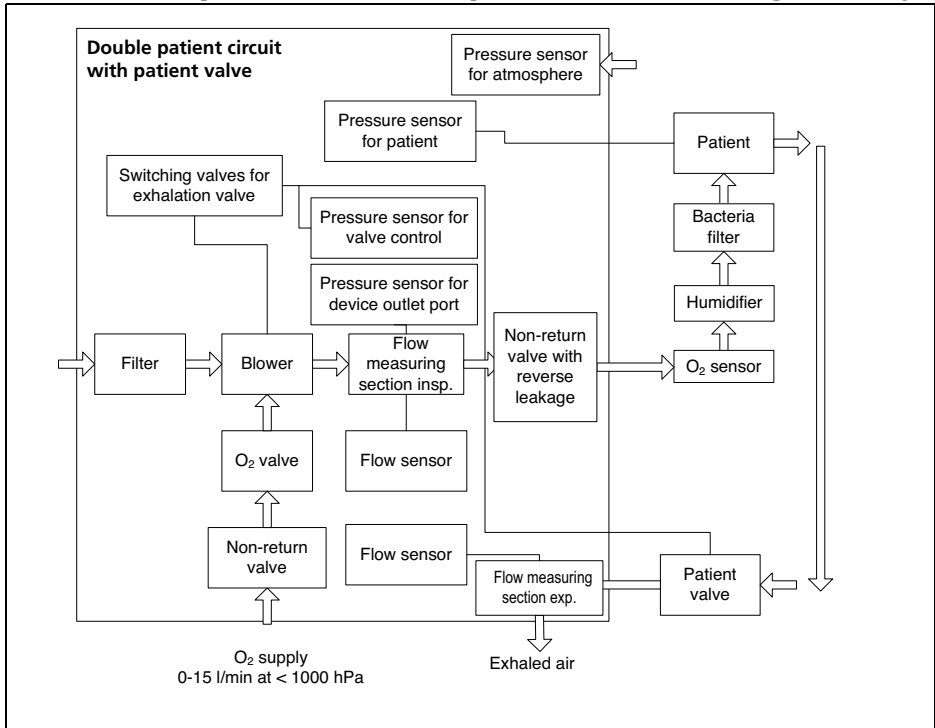 Double patient circuit
with patient valve
Pressure sensor
for atmosphere
Pressure sensor
for patient
Patient
Switching valves for
exhalation valve
Pressure sensor for
valve control
Bacteria
filter
Pressure sensor for
device outlet port
Humidifier
Filter
Blower
Flow
measuring
section insp.
Non-return
valve with
reverse
leakage
O₂ sensor
O₂ valve
Flow sensor
Non-return
valve
Flow sensor
Flow measuring
section exp.
Patient
valve
O₂ supply
0-15 l/min at < 1000 hPa
Exhaled air